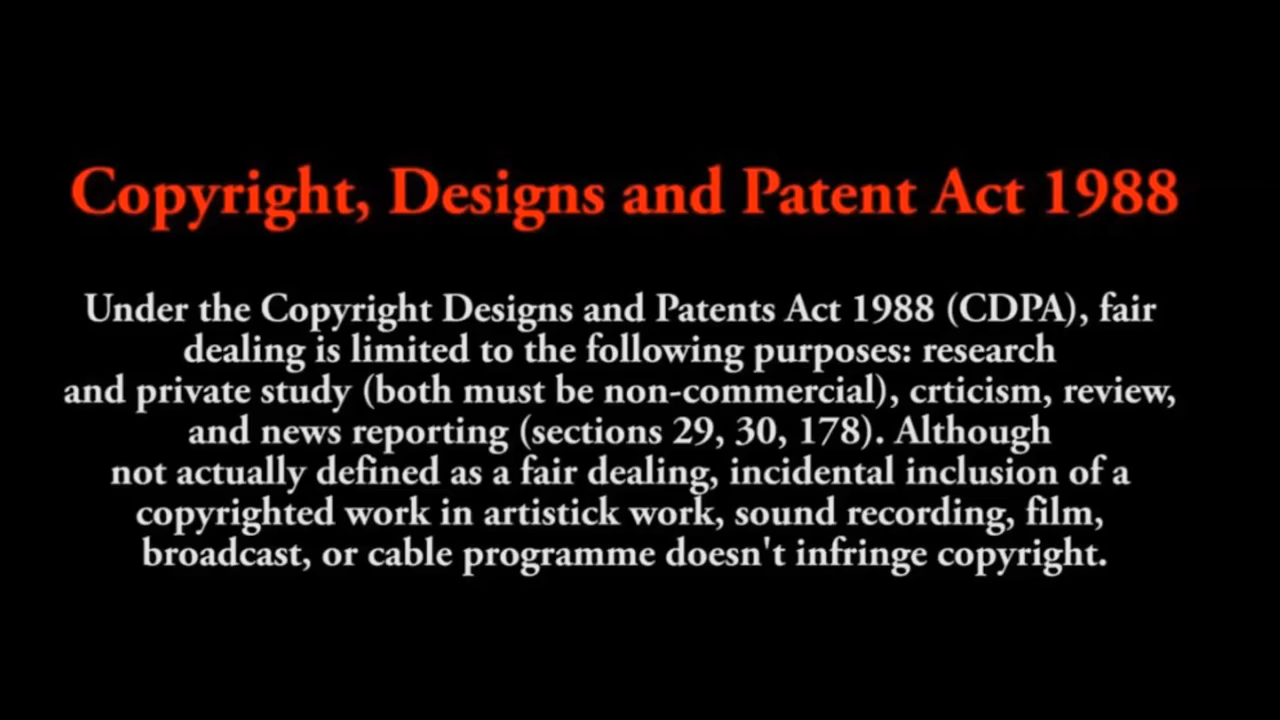 Copyright, Designs and Patent Act 1988
Under the Copyright Designs and Patents Act 1988 (CDPA), fair
dealing is limited to the following purposes: research
and private study (both must be non-commercial), crticism, review,
and news reporting (sections 29, 30, 178). Although
not actually defined as a fair dealing, incidental inclusion of a
copyrighted work in artistick work, sound recording, film,
broadcast, or cable programme doesn't infringe copyright.